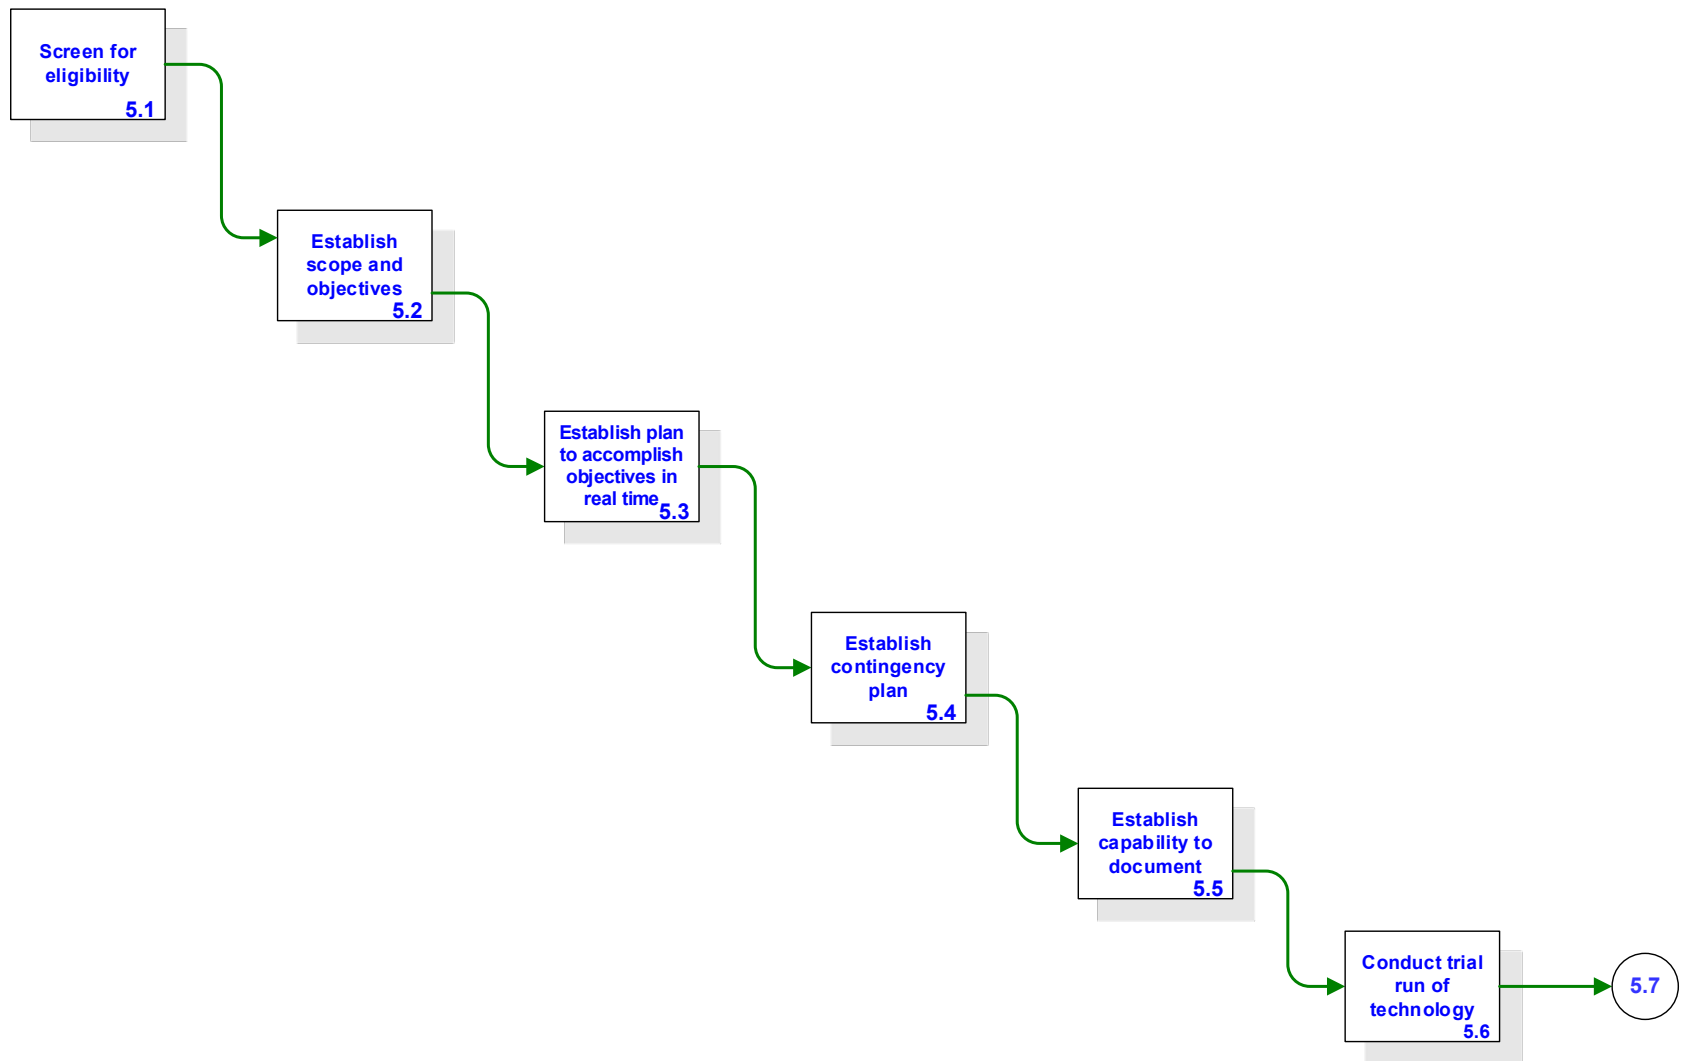 Screen for
eligibility
5.1
Establish
scope and
objectives
5.2
Establish plan
to accomplish
objectives in
real time
5.3
Establish
contingency
plan
5.4
Establish
capability to
document
5.5
Conduct trial
run of
technology
5.6
5.7